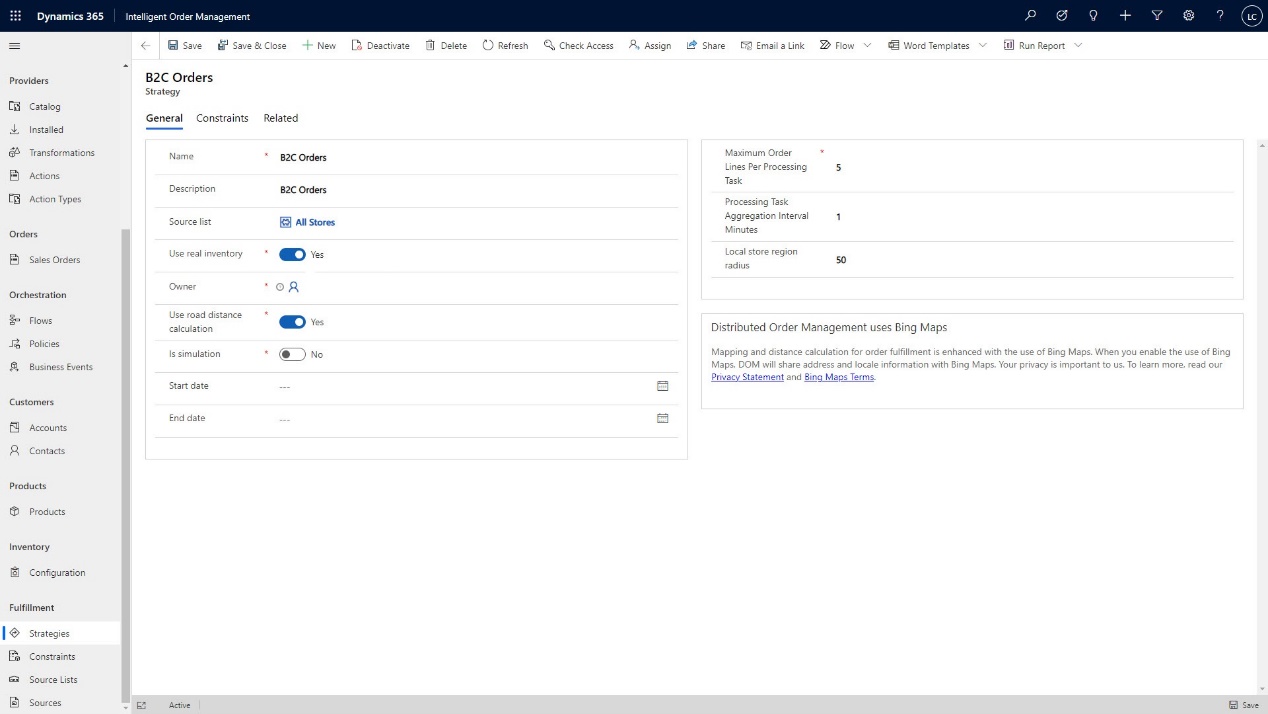 Dynamics 365
Intelligent Order Management
LC
Save
Save & Close
New
Deactivate
Delete
Refresh
Check Access
Assign
Share
Email a Link
Flow
Word Templates
Run Report
Providers
Catalog
Installed
Transformations
Actions
Action Types
Orders
Sales Orders
Orchestration
Flows
Policies
Business Events
Customers
Accounts
Contacts
Products
Products
Inventory
Configuration
Fulfillment
Strategies
Constraints
Source Lists
Sources
B2C Orders
Strategy
General
Constraints
Related
Name * B2C Orders
Description B2C Orders
Source list All Stores
Use real inventory * Yes
Owner *
Use road distance
calculation * Yes
Is simulation * No
Start date ---
End date ---
Maximum Order
Lines Per Processing
Task * 5
Processing Task
Aggregation Interval
Minutes 1
Local store region
radius 50
Distributed Order Management uses Bing Maps
Mapping and distance calculation for order fulfillment is enhanced with the use of Bing Maps. When you enable the use of Bing
Maps, DOM will share address and locale information with Bing Maps. Your privacy is important to us. To learn more, read our
Privacy Statement and Bing Maps Terms.
Active
Save